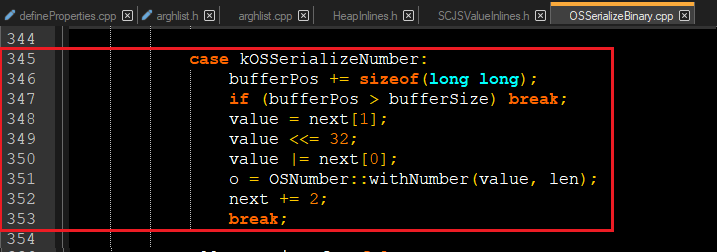 defineProperties.cpp arghlist.h arghlist.cpp HeapInlines.h SCJSValueInlines.h OSSerializeBinary.cpp
344
345 case kOSSerializeNumber:
346 bufferPos += sizeof(long long);
347 if (bufferPos > bufferSize) break;
348 value = next[1];
349 value <<= 32;
350 value |= next[0];
351 o = OSNumber::withNumber(value, len);
352 next += 2;
353 break;
354